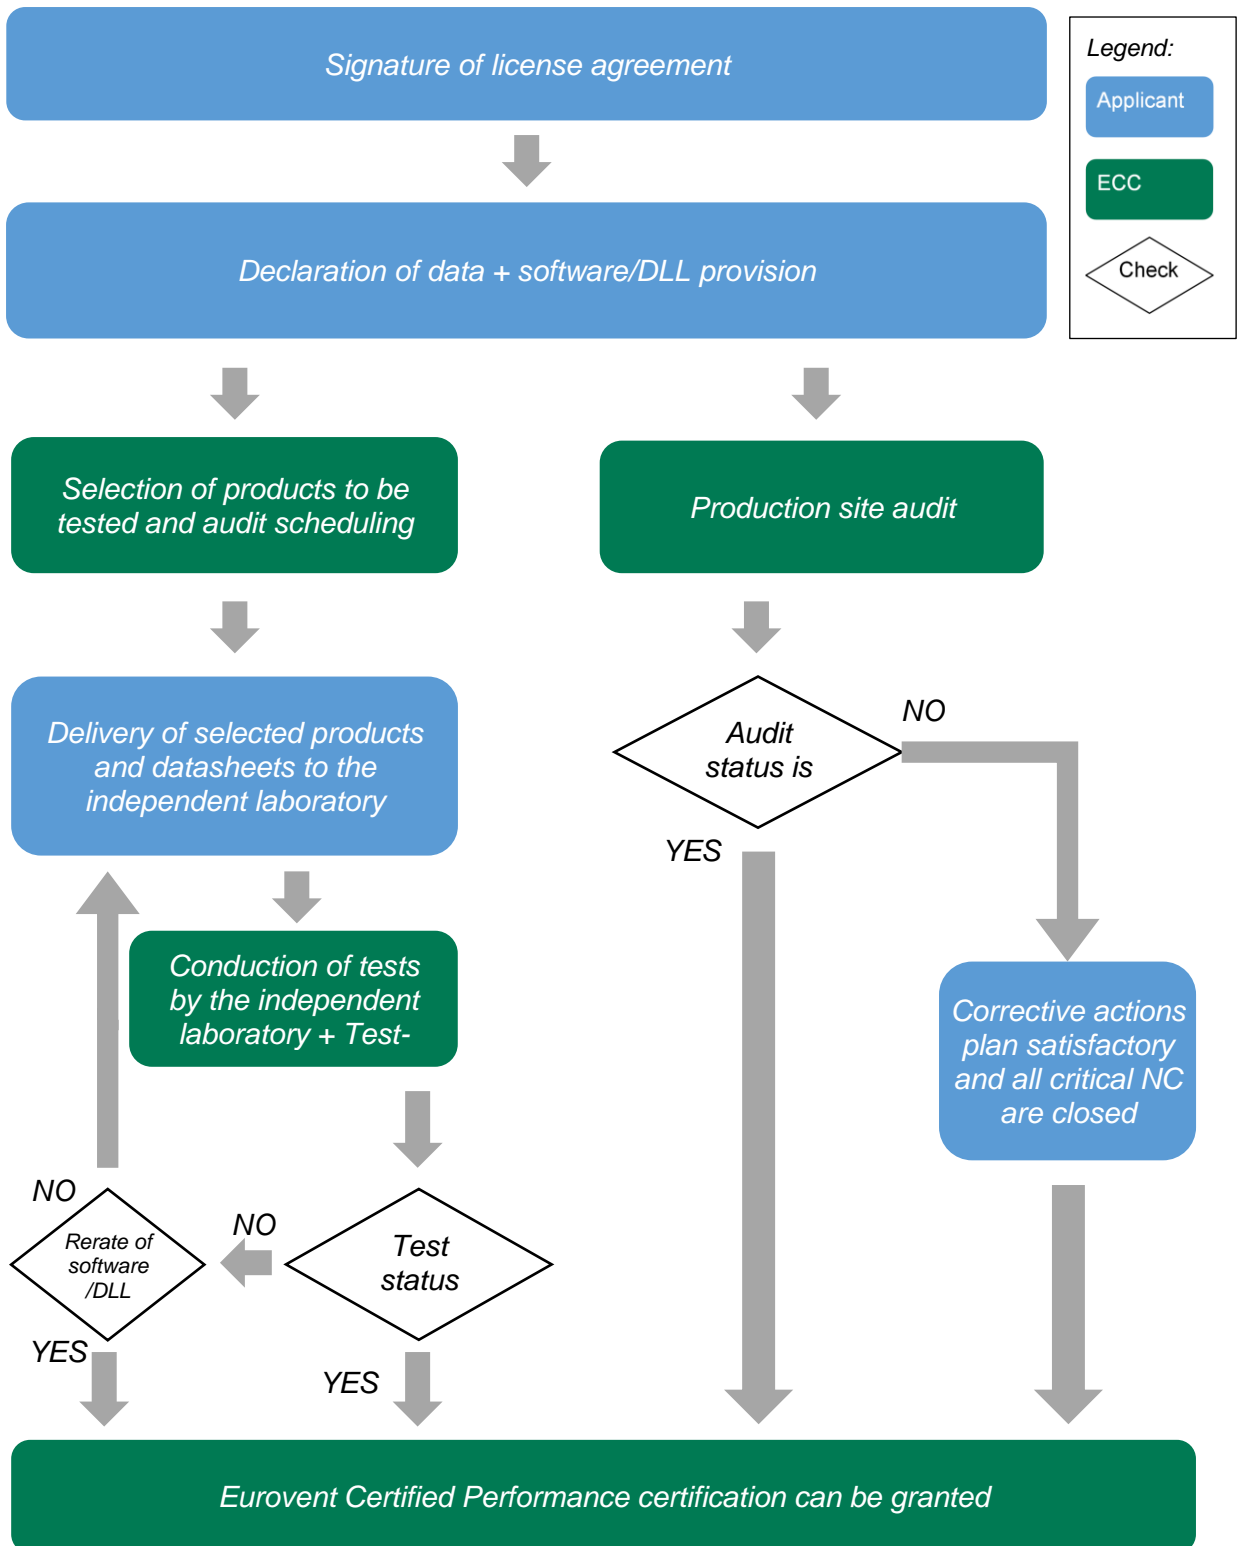 Signature of license agreement
Legend:
Applicant
ECC
Check
Declaration of data + software/DLL provision
Selection of products to be
tested and audit scheduling
Production site audit
Delivery of selected products
and datasheets to the
independent laboratory
Audit
status is
NO
YES
Conduction of tests
by the independent
laboratory + Test-
Corrective actions
plan satisfactory
and all critical NC
are closed
NO
Rerate of
software
/DLL
NO
Test
status
YES
YES
Eurovent Certified Performance certification can be granted